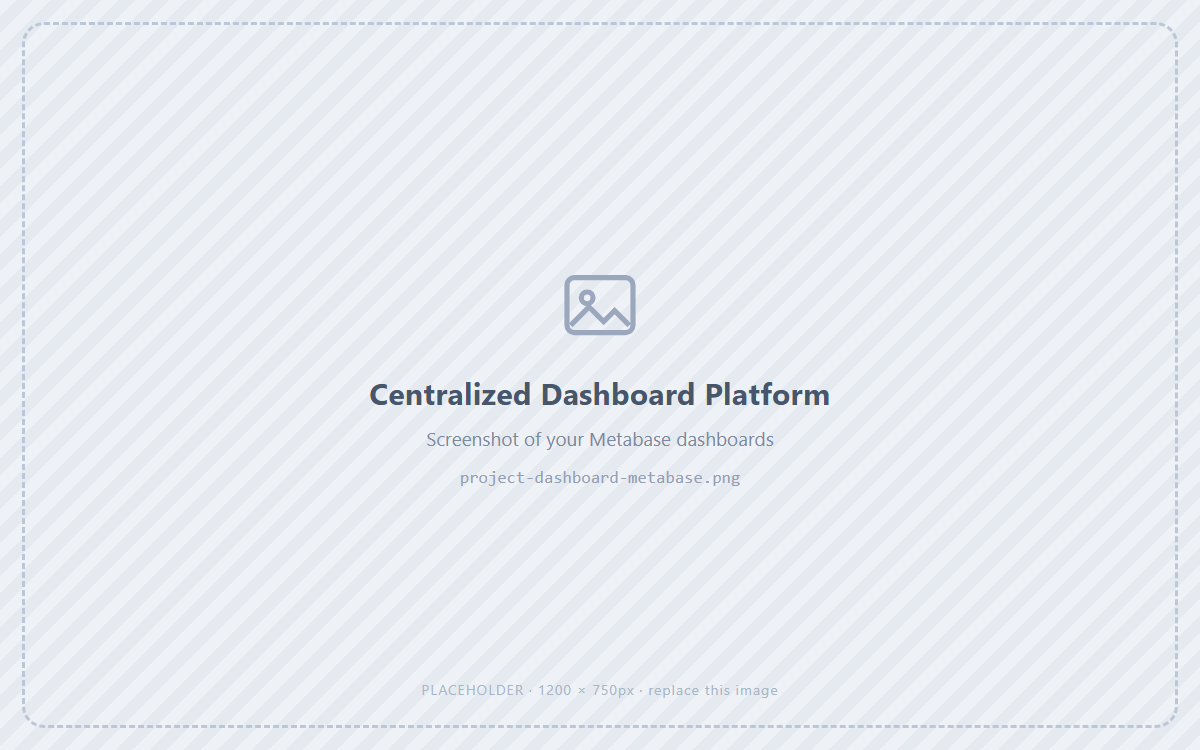 Centralized Dashboard Platform
Screenshot of your Metabase dashboards
project-dashboard-metabase.png
PLACEHOLDER · 1200 × 750px · replace this image